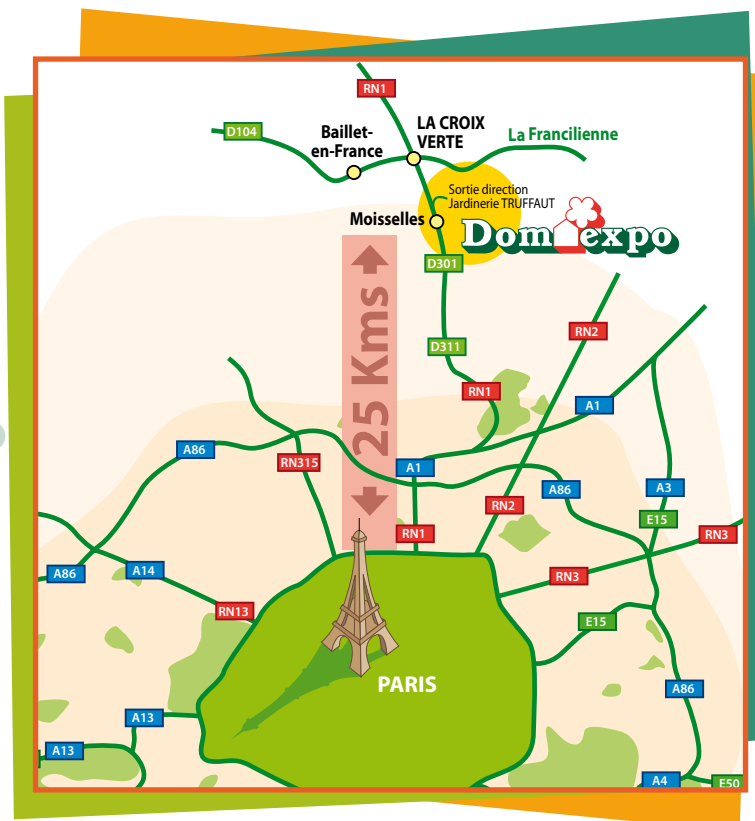 RN1
D104
Baillet-
en-France
LA CROIX
VERTE
La Francilienne
Sortie direction
Jardinerie TRUFFAUT
Moisselles
Domexpo
D301
25 Kms
RN2
D311
RN1
A1
A86
RN315
A1
A86
A3
RN2
E15
RN1
RN3
A86
A14
RN3
RN13
E15
PARIS
A86
A13
A13
A4
E50